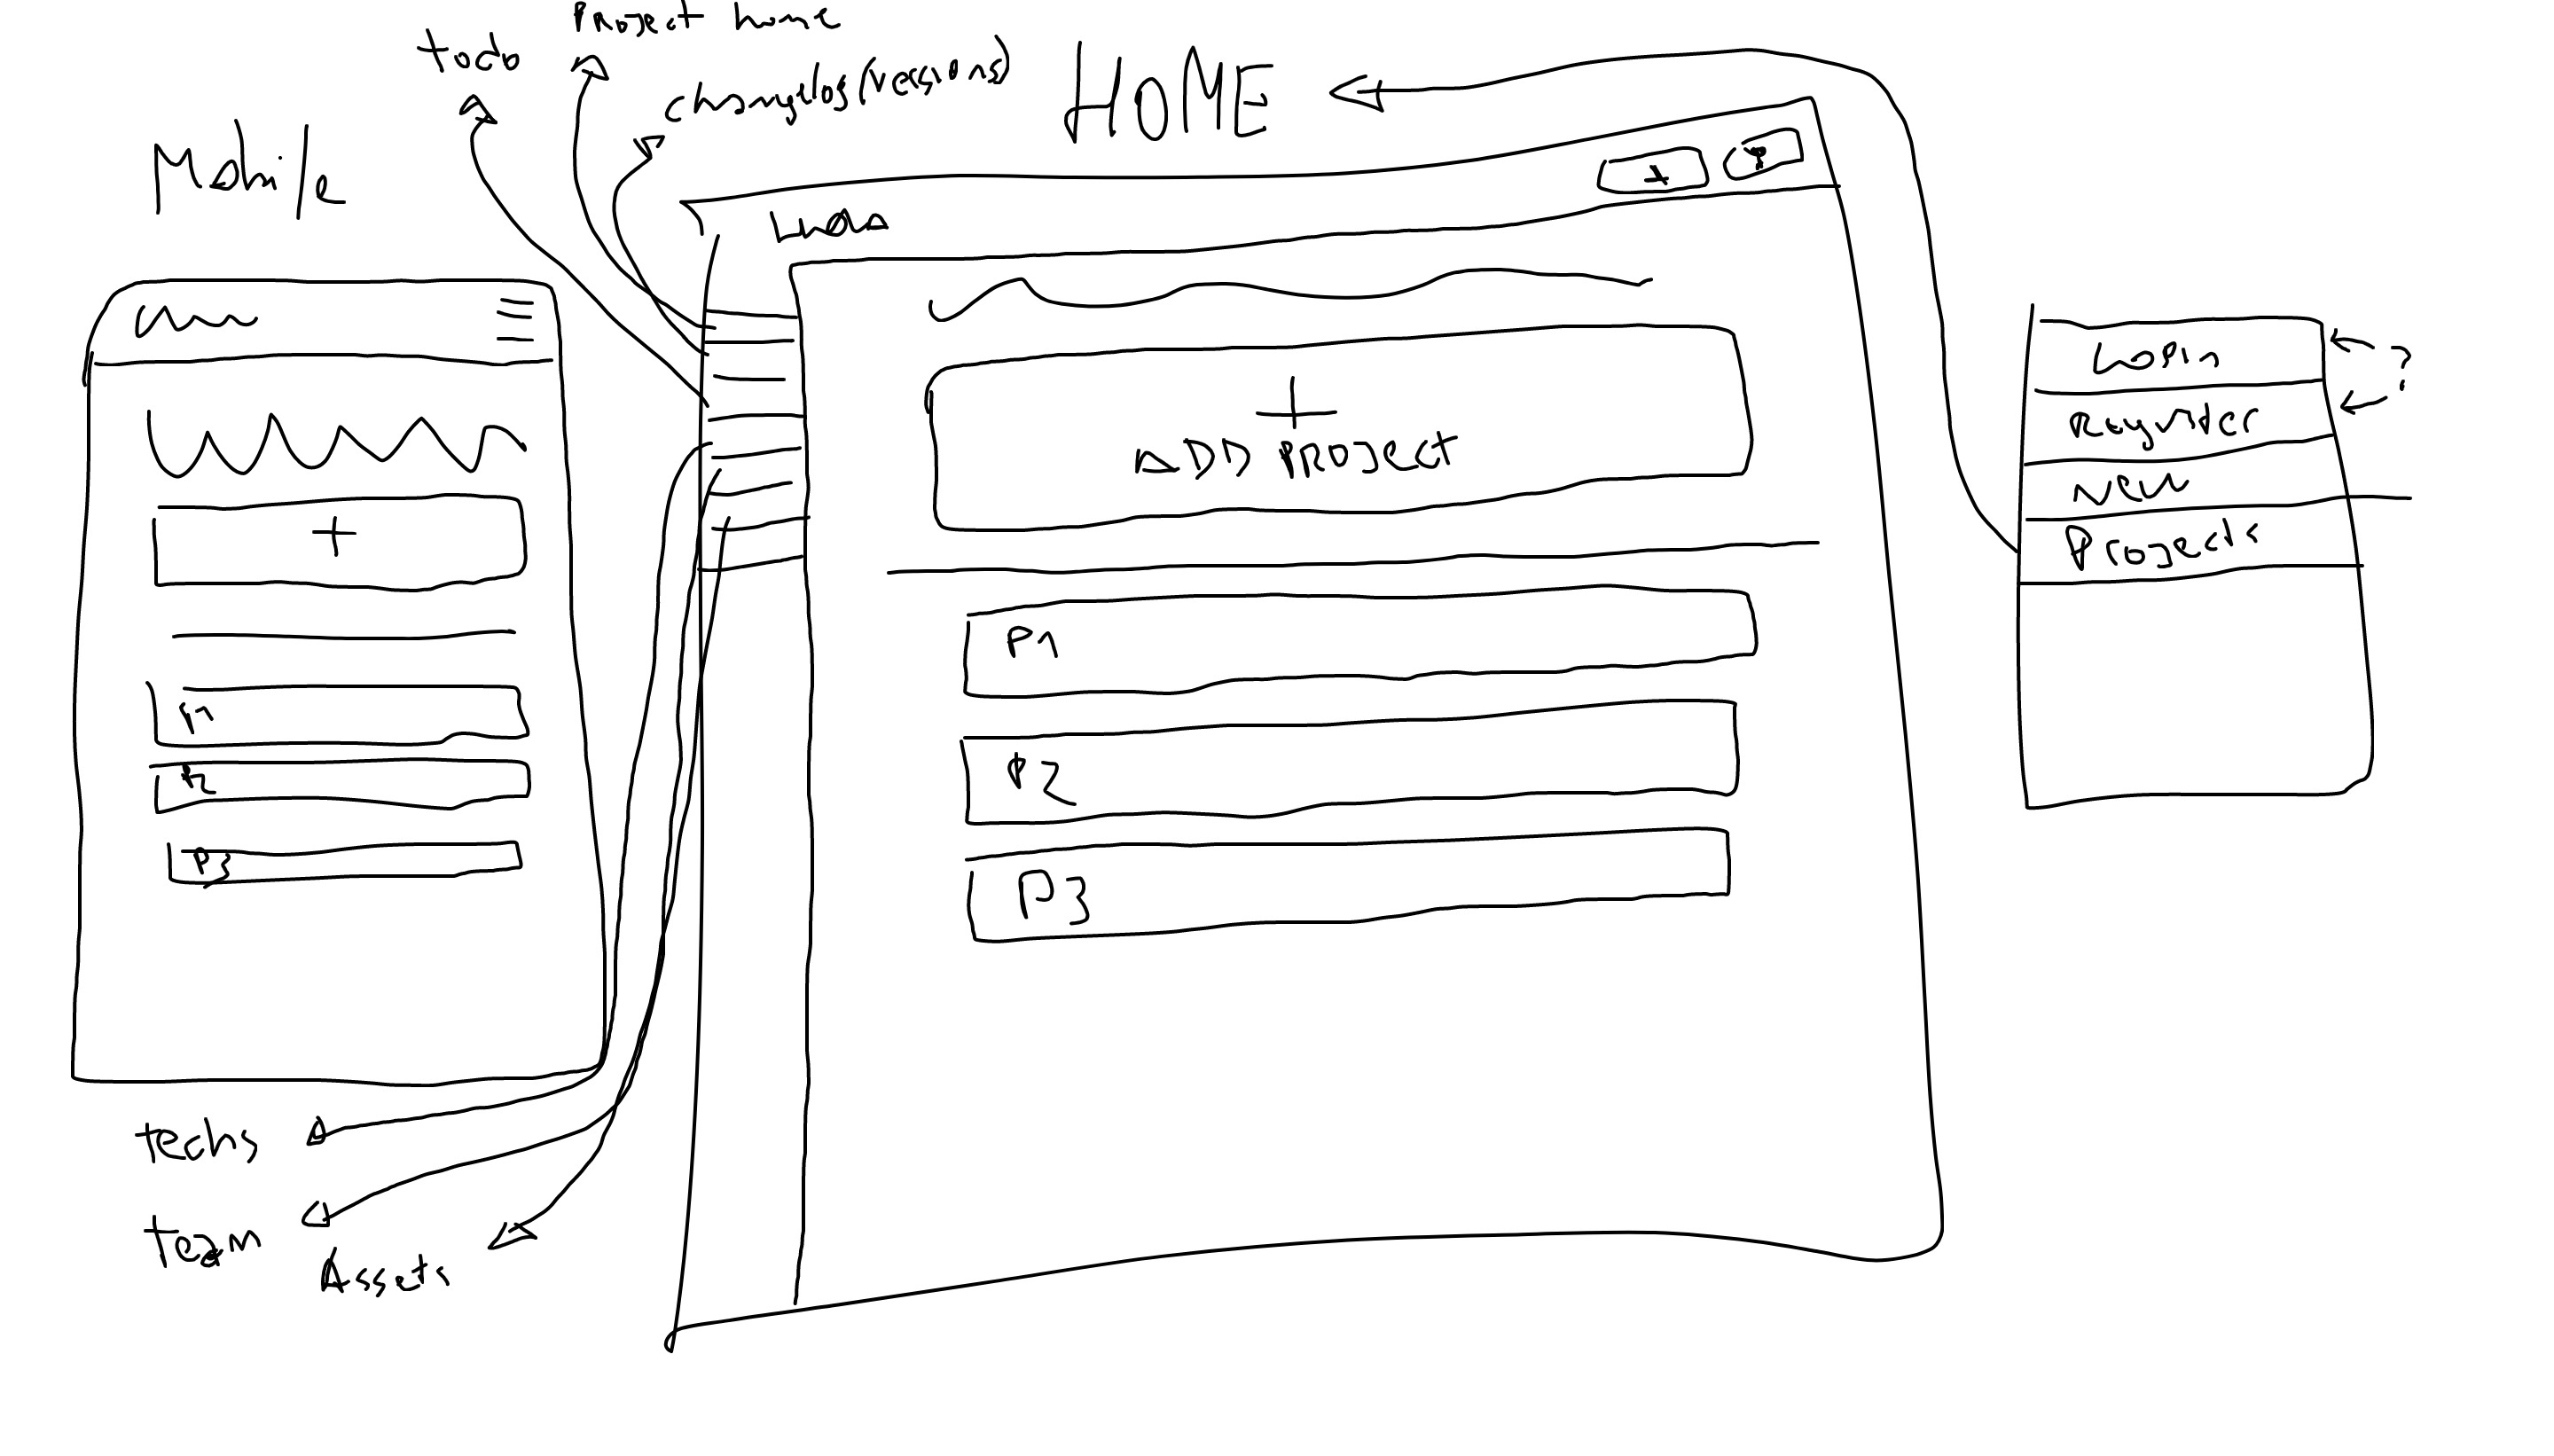 todo
Project home
changelog (versions)
HOME
Mobile
+
+
ADD PROJECT
P1
P2
P3
+
P1
P2
P3
Login
?
Reguster
New
Projects
techs
team
Assets